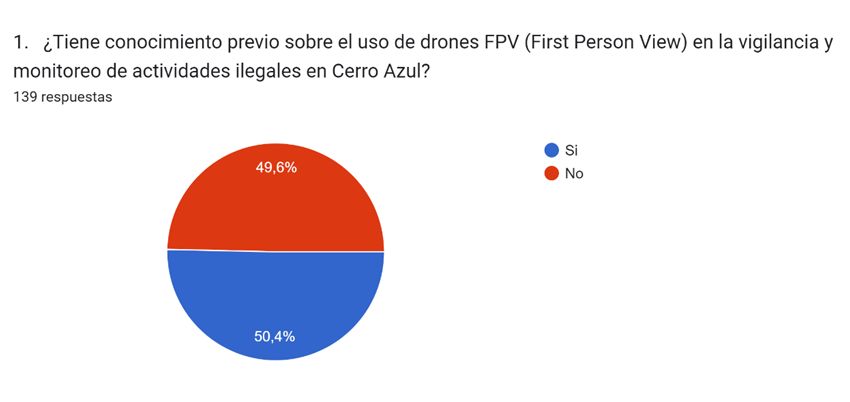 1. ¿Tiene conocimiento previo sobre el uso de drones FPV (First Person View) en la vigilancia y
monitoreo de actividades ilegales en Cerro Azul?
139 respuestas
49,6%
50,4%
Si
No